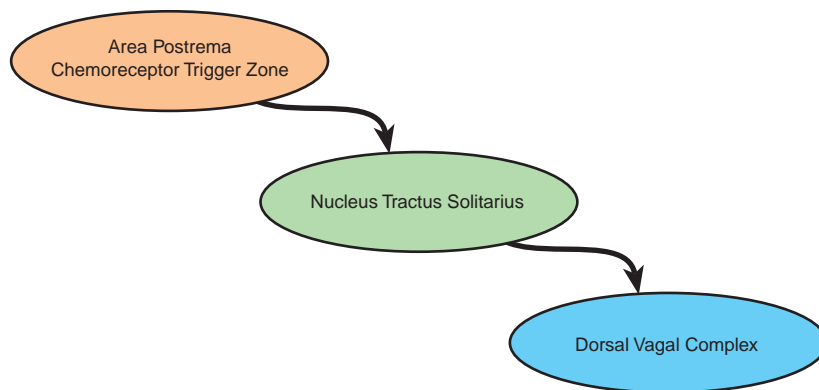 Area Postrema
Chemoreceptor Trigger Zone
Nucleus Tractus Solitarius
Dorsal Vagal Complex